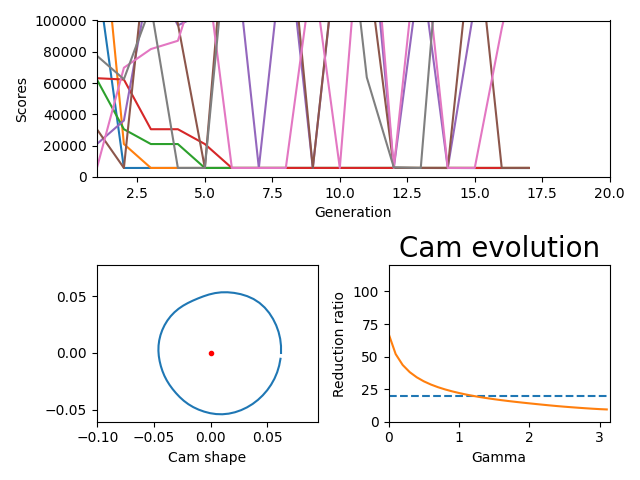 100000
80000
60000
40000
20000
0
Scores
2.5 5.0 7.5 10.0 12.5 15.0 17.5 20.0
Generation
Cam evolution
0.05
0.00
−0.05
−0.10 −0.05 0.00 0.05
Cam shape
Reduction ratio
100
75
50
25
0
0 1 2 3
Gamma